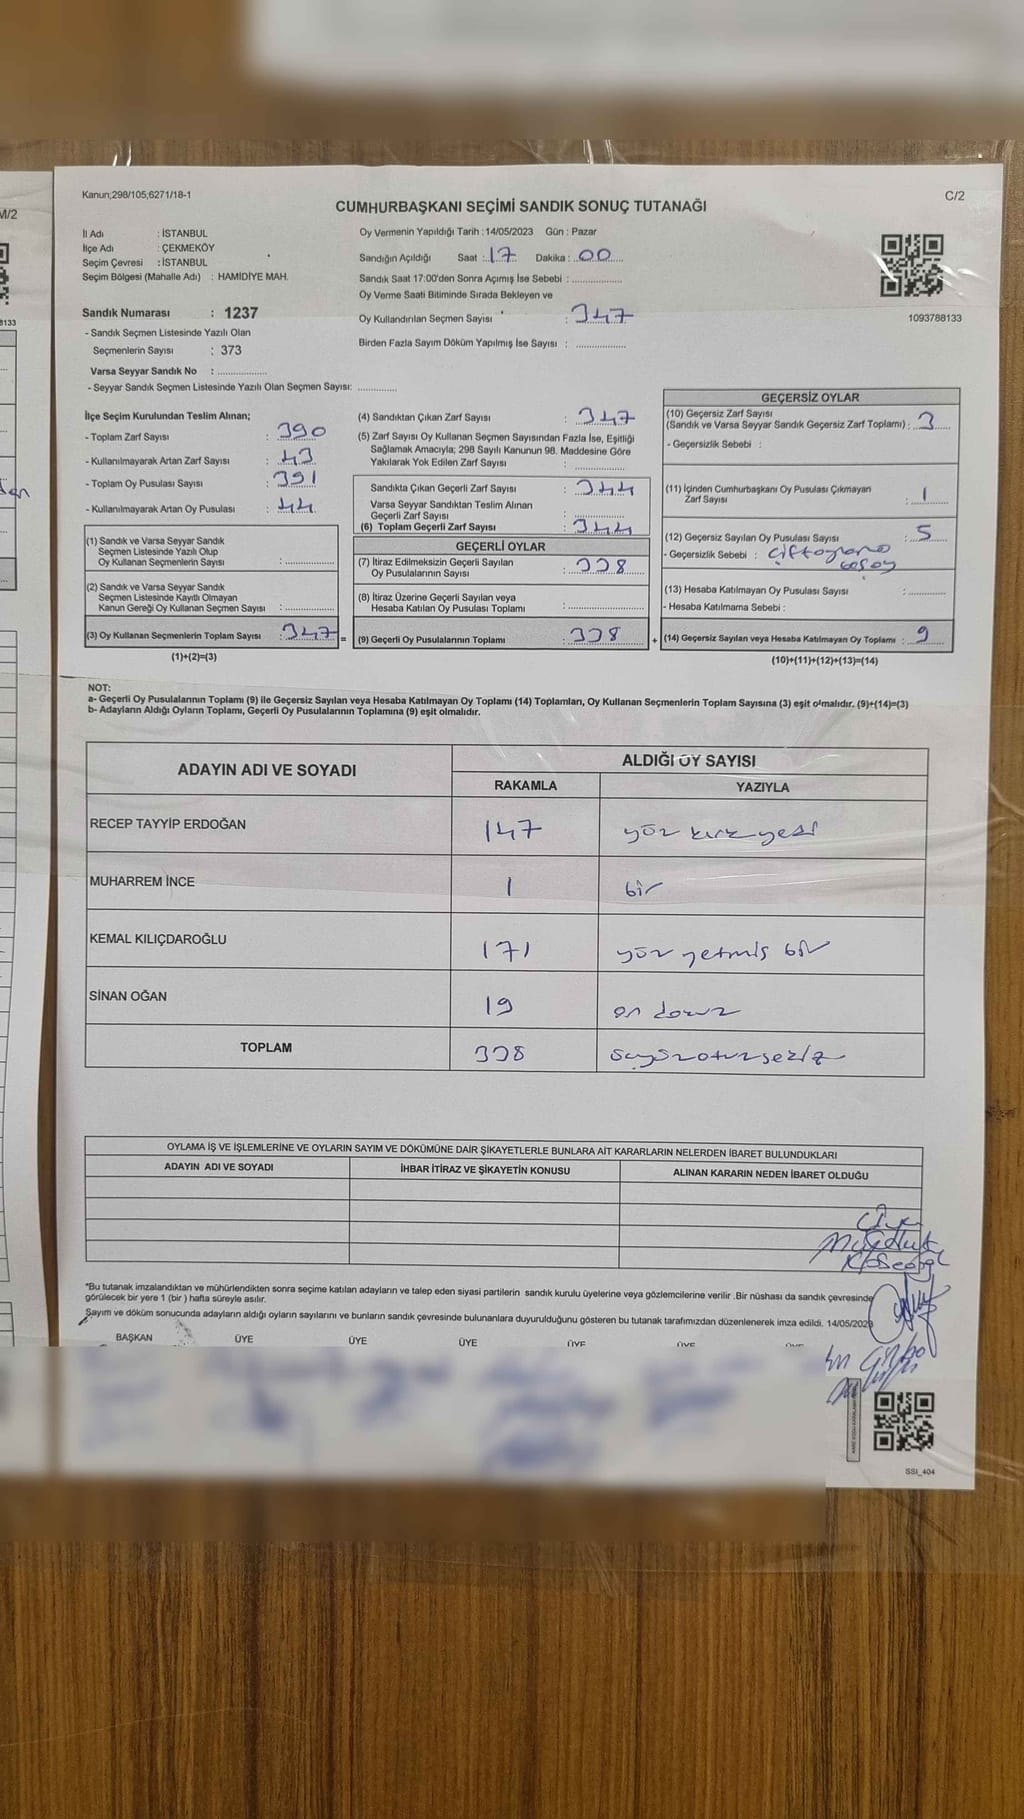 Kanun;298/105;6271/18-1
C/2
M/2
CUMHURBAŞKANI SEÇİMİ SANDIK SONUÇ TUTANAĞI
İl Adı : İSTANBUL
İlçe Adı : ÇEKMEKÖY
Seçim Çevresi : İSTANBUL
Seçim Bölgesi (Mahalle Adı) : HAMİDİYE MAH.
Oy Vermenin Yapıldığı Tarih : 14/05/2023 Gün : Pazar
Sandığın Açıldığı Saat : 17 Dakika : 00
Sandık Saat 17:00'den Sonra Açımış İse Sebebi :
Oy Verme Saati Bitiminde Sırada Bekleyen ve
Oy Kullandırılan Seçmen Sayısı : 347
Birden Fazla Sayım Döküm Yapılmış İse Sayısı :
1093788133
8133
Sandık Numarası : 1237
- Sandık Seçmen Listesinde Yazılı Olan
Seçmenlerin Sayısı : 373
Varsa Seyyar Sandık No :
- Seyyar Sandık Seçmen Listesinde Yazılı Olan Seçmen Sayısı:
İlçe Seçim Kurulundan Teslim Alınan;
- Toplam Zarf Sayısı : 390
- Kullanılmayarak Artan Zarf Sayısı : 43
- Toplam Oy Pusulası Sayısı : 391
- Kullanılmayarak Artan Oy Pusulası : 44
(1) Sandık ve Varsa Seyyar Sandık
Seçmen Listesinde Yazılı Olup
Oy Kullanan Seçmenlerin Sayısı :
(2) Sandık ve Varsa Seyyar Sandık
Seçmen Listesinde Kayıtlı Olmayan
Kanun Gereği Oy Kullanan Seçmen Sayısı :
(3) Oy Kullanan Seçmenlerin Toplam Sayısı : 347 =
(1)+(2)=(3)
(4) Sandıktan Çıkan Zarf Sayısı : 347
(5) Zarf Sayısı Oy Kullanan Seçmen Sayısından Fazla İse, Eşitliği
Sağlamak Amacıyla; 298 Sayılı Kanunun 98. Maddesine Göre
Yakılarak Yok Edilen Zarf Sayısı :
Sandıkta Çıkan Geçerli Zarf Sayısı : 344
Varsa Seyyar Sandıktan Teslim Alınan
Geçerli Zarf Sayısı :
(6) Toplam Geçerli Zarf Sayısı : 344
GEÇERLİ OYLAR
(7) İtiraz Edilmeksizin Geçerli Sayılan
Oy Pusulalarının Sayısı : 338
(8) İtiraz Üzerine Geçerli Sayılan veya
Hesaba Katılan Oy Pusulası Toplamı :
(9) Geçerli Oy Pusulalarının Toplamı : 338 +
GEÇERSİZ OYLAR
(10) Geçersiz Zarf Sayısı
(Sandık ve Varsa Seyyar Sandık Geçersiz Zarf Toplamı) : 3
- Geçersizlik Sebebi :
(11) İçinden Cumhurbaşkanı Oy Pusulası Çıkmayan
Zarf Sayısı : 1
(12) Geçersiz Sayılan Oy Pusulası Sayısı : 5
- Geçersizlik Sebebi :
(13) Hesaba Katılmayan Oy Pusulası Sayısı :
- Hesaba Katılmama Sebebi :
(14) Geçersiz Sayılan veya Hesaba Katılmayan Oy Toplamı : 9
(10)+(11)+(12)+(13)=(14)
NOT:
a- Geçerli Oy Pusulalarının Toplamı (9) ile Geçersiz Sayılan veya Hesaba Katılmayan Oy Toplamı (14) Toplamları, Oy Kullanan Seçmenlerin Toplam Sayısına (3) eşit olmalıdır. (9)+(14)=(3)
b- Adayların Aldığı Oyların Toplamı, Geçerli Oy Pusulalarının Toplamına (9) eşit olmalıdır.
ADAYIN ADI VE SOYADI
ALDIĞI OY SAYISI
RAKAMLA YAZIYLA
RECEP TAYYİP ERDOĞAN 147 yüz kırk yedi
MUHARREM İNCE 1 bir
KEMAL KILIÇDAROĞLU 171 yüz yetmiş bir
SİNAN OĞAN 19 on dokuz
TOPLAM 338 üçyüzotuzsekiz
OYLAMA İŞ VE İŞLEMLERİNE VE OYLARIN SAYIM VE DÖKÜMÜNE DAİR ŞİKAYETLERLE BUNLARA AİT KARARLARIN NELERDEN İBARET BULUNDUKLARI
ADAYIN ADI VE SOYADI İHBAR İTİRAZ VE ŞİKAYETİN KONUSU ALINAN KARARIN NEDEN İBARET OLDUĞU
*Bu tutanak imzalandıktan ve mühürlendikten sonra seçime katılan adayların ve talep eden siyasi partilerin sandık kurulu üyelerine veya gözlemcilerine verilir .Bir nüshası da sandık çevresinde
görülecek bir yere 1 (bir ) hafta süreyle asılır.
Sayım ve döküm sonucunda adayların aldığı oyların sayılarını ve bunların sandık çevresinde bulunanlara duyurulduğunu gösteren bu tutanak tarafımızdan düzenlenerek imza edildi. 14/05/2023
BAŞKAN ÜYE ÜYE ÜYE ÜYE ÜYE
SSI_404